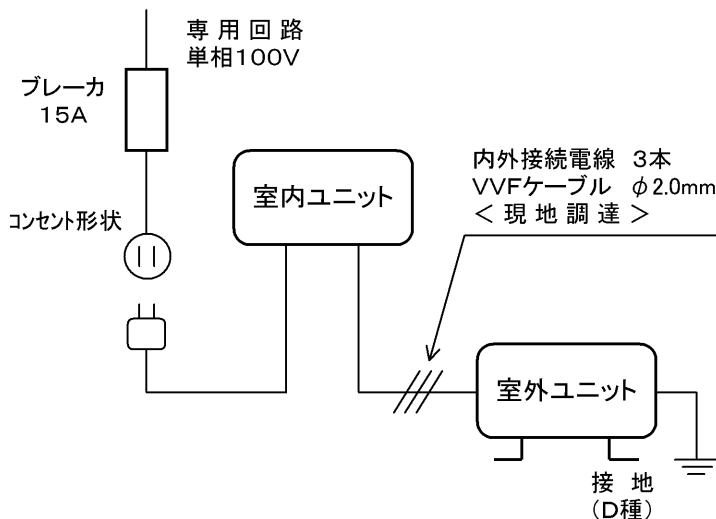 専用回路
単相100V
ブレーカ
15A
コンセント形状
室内ユニット
内外接続電線 3本
VVFケーブル φ2.0mm
＜現地調達＞
室外ユニット
接地
(D種)